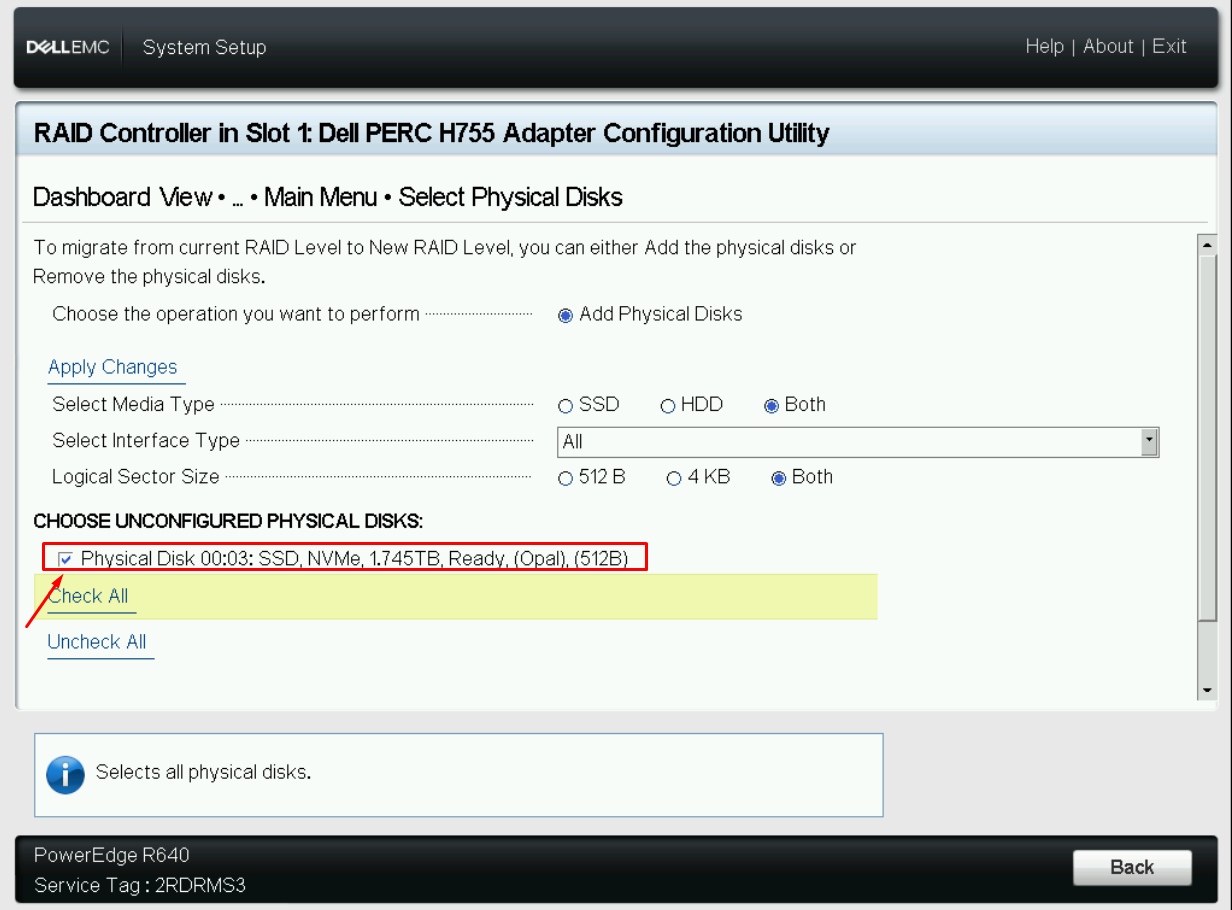 DELLEMC System Setup Help | About | Exit
RAID Controller in Slot 1: Dell PERC H755 Adapter Configuration Utility
Dashboard View • ... • Main Menu • Select Physical Disks
To migrate from current RAID Level to New RAID Level, you can either Add the physical disks or
Remove the physical disks.
Choose the operation you want to perform Add Physical Disks
Apply Changes
Select Media Type SSD HDD Both
Select Interface Type All
Logical Sector Size 512 B 4 KB Both
CHOOSE UNCONFIGURED PHYSICAL DISKS:
Physical Disk 00:03: SSD, NVMe, 1.745TB, Ready, (Opal), (512B)
Check All
Uncheck All
Selects all physical disks.
PowerEdge R640
Service Tag : 2RDRMS3
Back